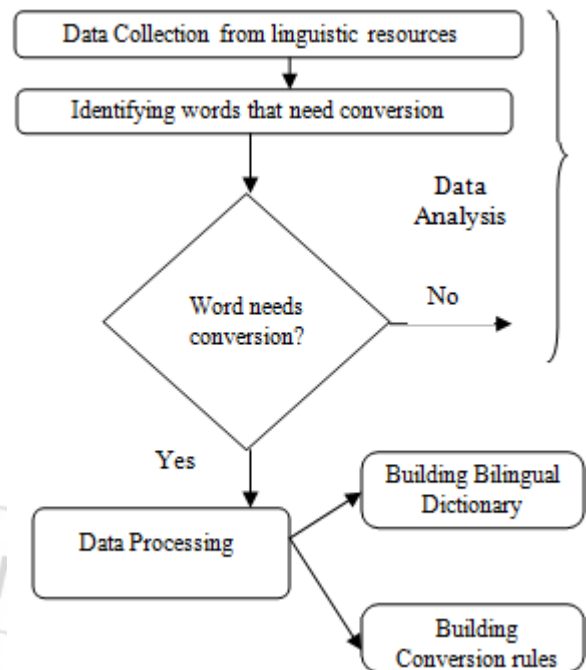 Data Collection from linguistic resources
Identifying words that need conversion
Data
Analysis
No
Word needs
conversion?
Yes
Building Bilingual
Dictionary
Data Processing
Building
Conversion rules